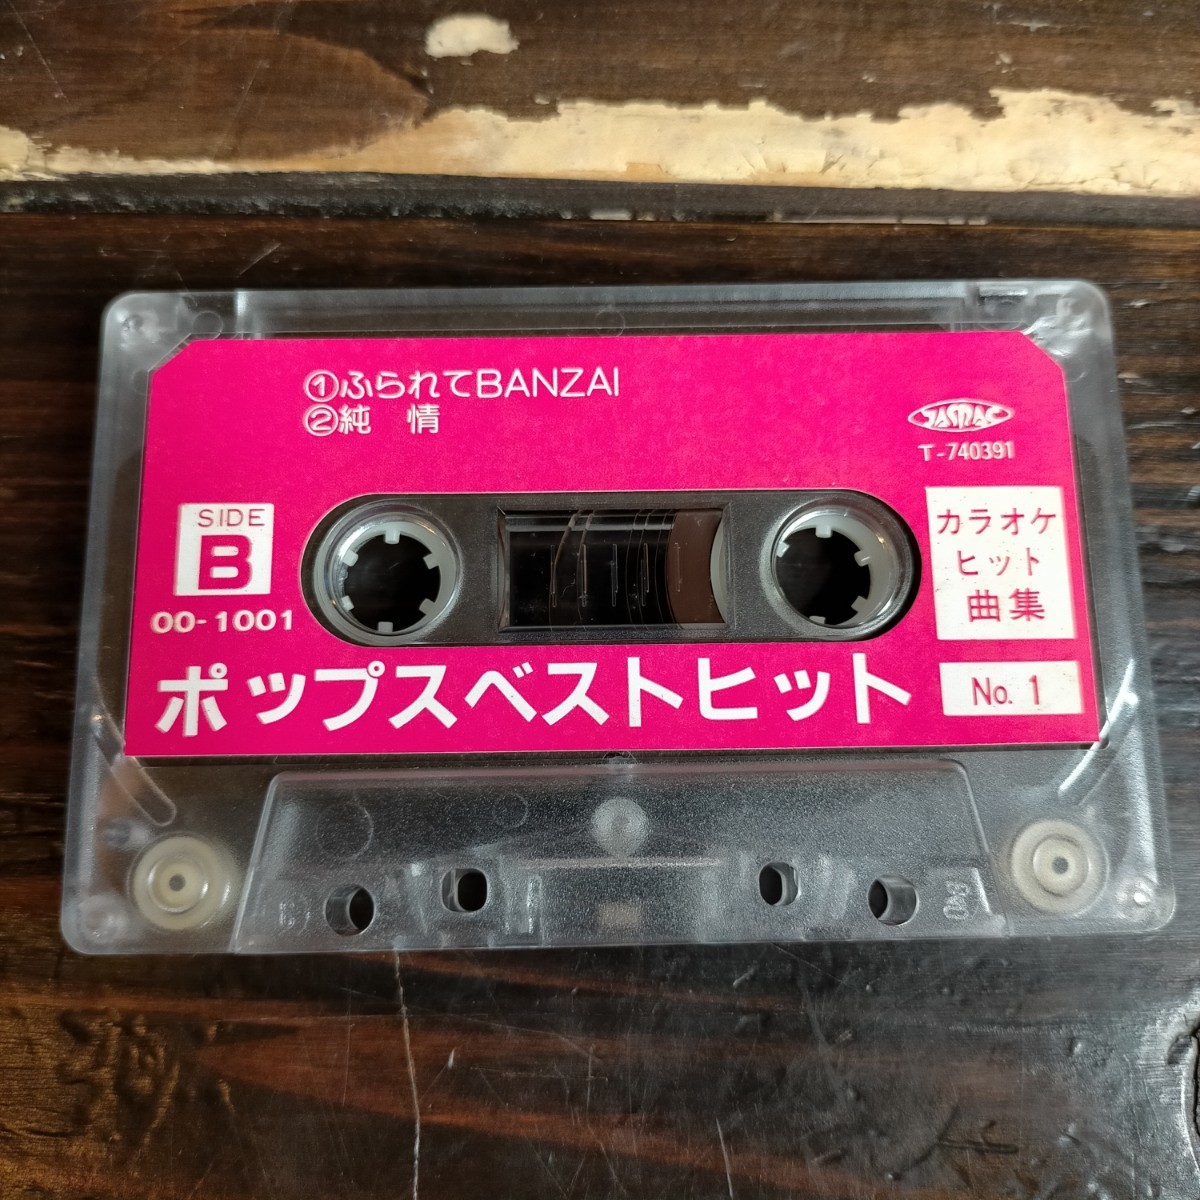 ①ふられてBANZAI
②純 情
JASRAC
T-740391
SIDE
B
00-1001
カラオケ
ヒット
曲集
No. 1
ポップスベストヒット